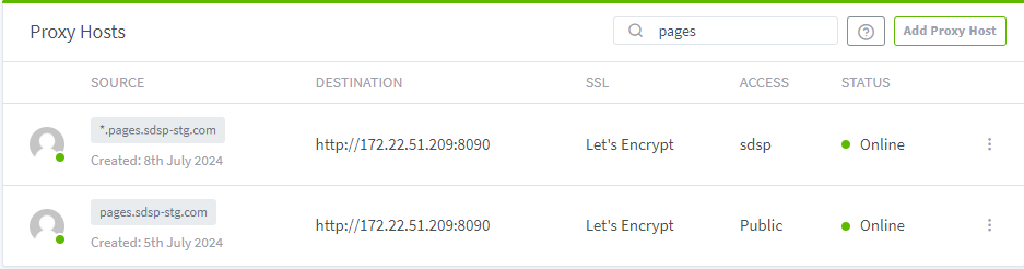 Proxy Hosts
pages
Add Proxy Host
SOURCE DESTINATION SSL ACCESS STATUS
*.pages.sdsp-stg.com
Created: 8th July 2024
http://172.22.51.209:8090 Let's Encrypt sdsp Online
pages.sdsp-stg.com
Created: 5th July 2024
http://172.22.51.209:8090 Let's Encrypt Public Online